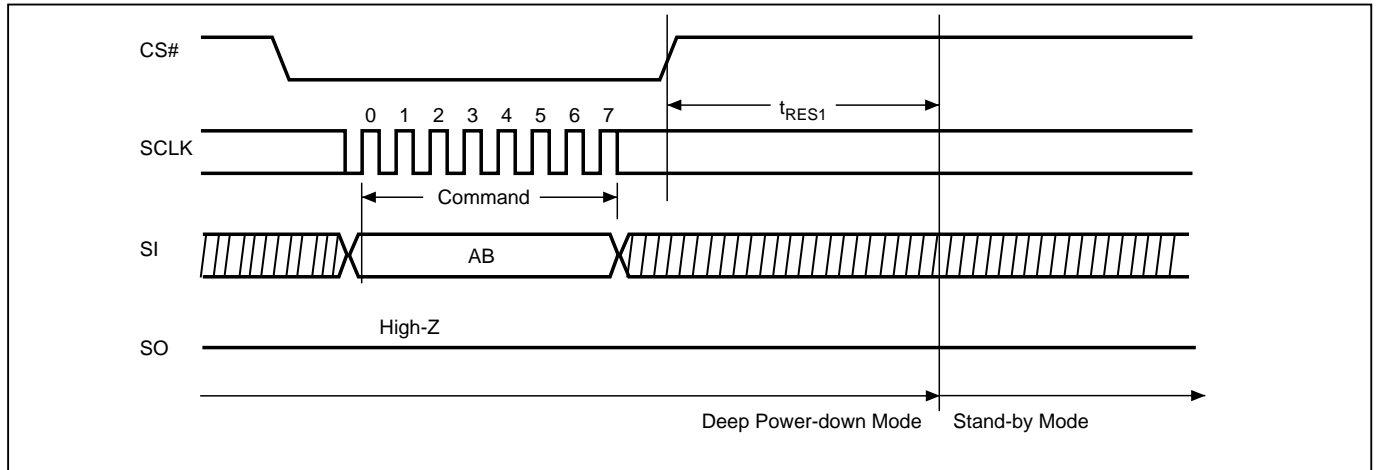 CS#
tRES1
0 1 2 3 4 5 6 7
SCLK
Command
SI
AB
High-Z
SO
Deep Power-down Mode
Stand-by Mode